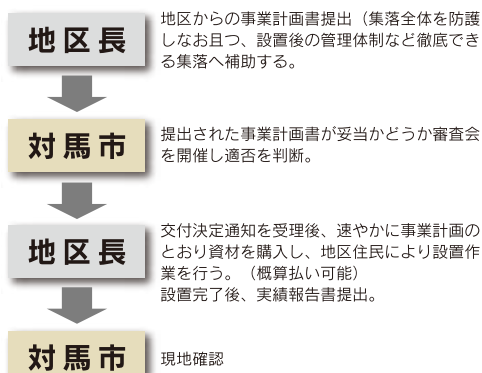 地区長
地区からの事業計画書提出（集落全体を防護
しなお且つ、設置後の管理体制など徹底でき
る集落へ補助する。
対馬市
提出された事業計画書が妥当かどうか審査会
を開催し適否を判断。
地区長
交付決定通知を受理後、速やかに事業計画の
とおり資材を購入し、地区住民により設置作
業を行う。（概算払い可能）
設置完了後、実績報告書提出。
対馬市
現地確認